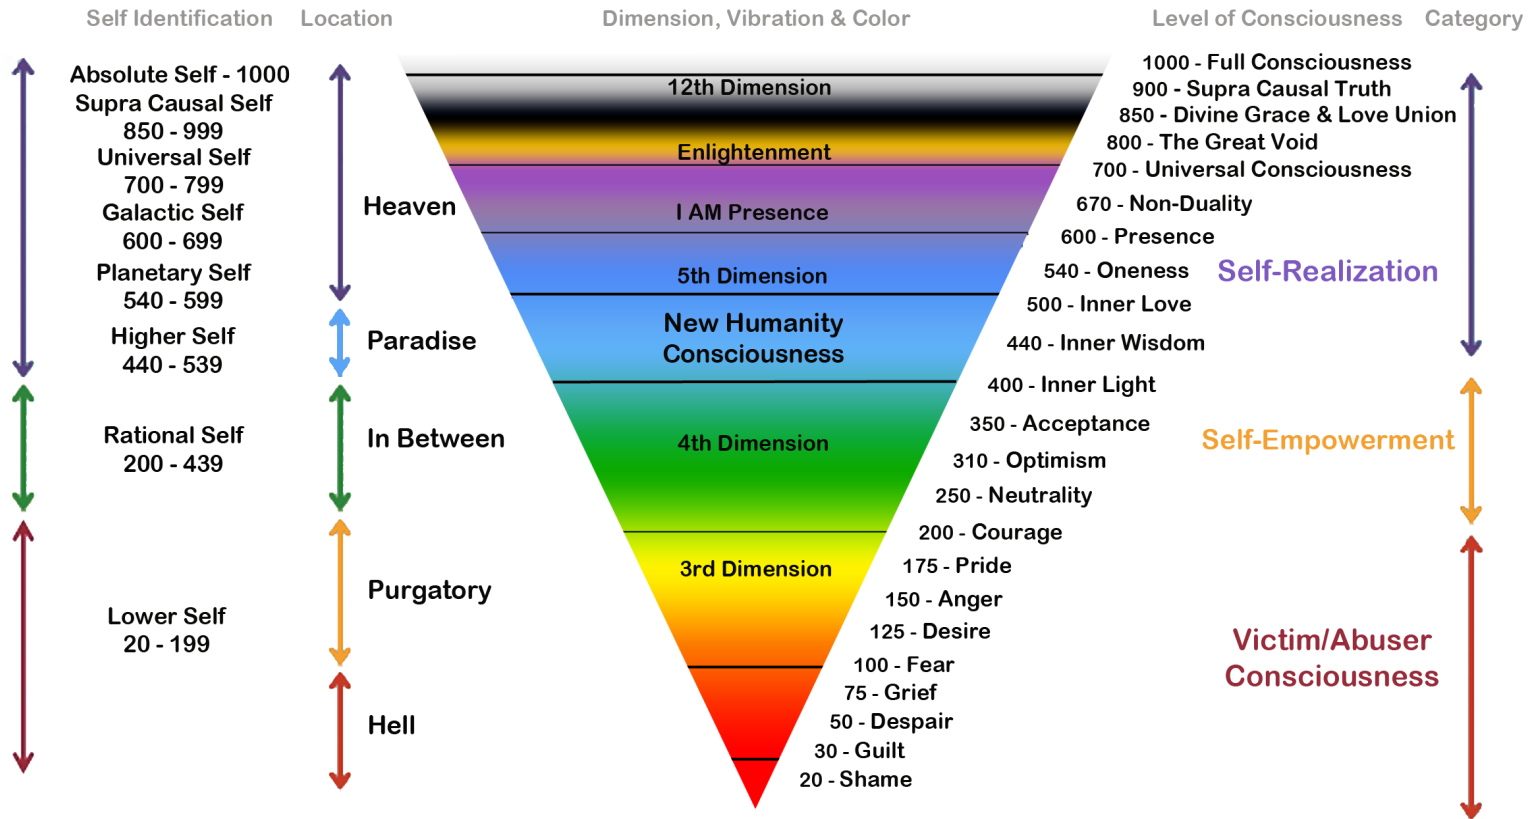 Self Identification
Location
Dimension, Vibration & Color
Level of Consciousness
Category
Absolute Self - 1000
Supra Causal Self
850 - 999
Universal Self
700 - 799
Galactic Self
600 - 699
Planetary Self
540 - 599
Higher Self
440 - 539
Rational Self
200 - 439
Lower Self
20 - 199
Heaven
Paradise
In Between
Purgatory
Hell
12th Dimension
Enlightenment
I AM Presence
5th Dimension
New Humanity
Consciousness
4th Dimension
3rd Dimension
1000 - Full Consciousness
900 - Supra Causal Truth
850 - Divine Grace & Love Union
800 - The Great Void
700 - Universal Consciousness
670 - Non-Duality
600 - Presence
540 - Oneness
500 - Inner Love
440 - Inner Wisdom
400 - Inner Light
350 - Acceptance
310 - Optimism
250 - Neutrality
200 - Courage
175 - Pride
150 - Anger
125 - Desire
100 - Fear
75 - Grief
50 - Despair
30 - Guilt
20 - Shame
Self-Realization
Self-Empowerment
Victim/Abuser
Consciousness